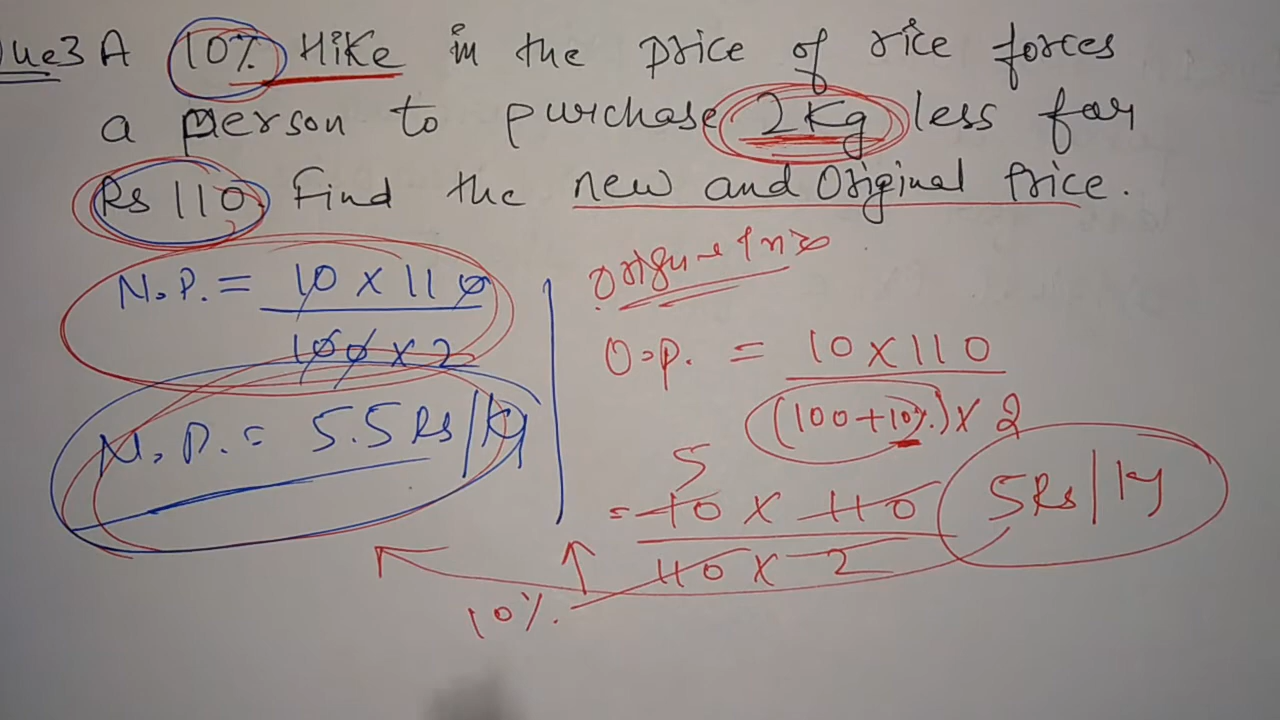 Que3 A 10% Hike in the price of rice forces
a person to purchase 2 Kg less for
Rs 110. Find the new and Original Price.
N.P. = 10 x 110
100 x 2
N.P. = 5.5 Rs/kg
O.p. = 10 x 110
(100+10%) x 2
5
= 10 x 110
110 x 2
5Rs/kg
10%.